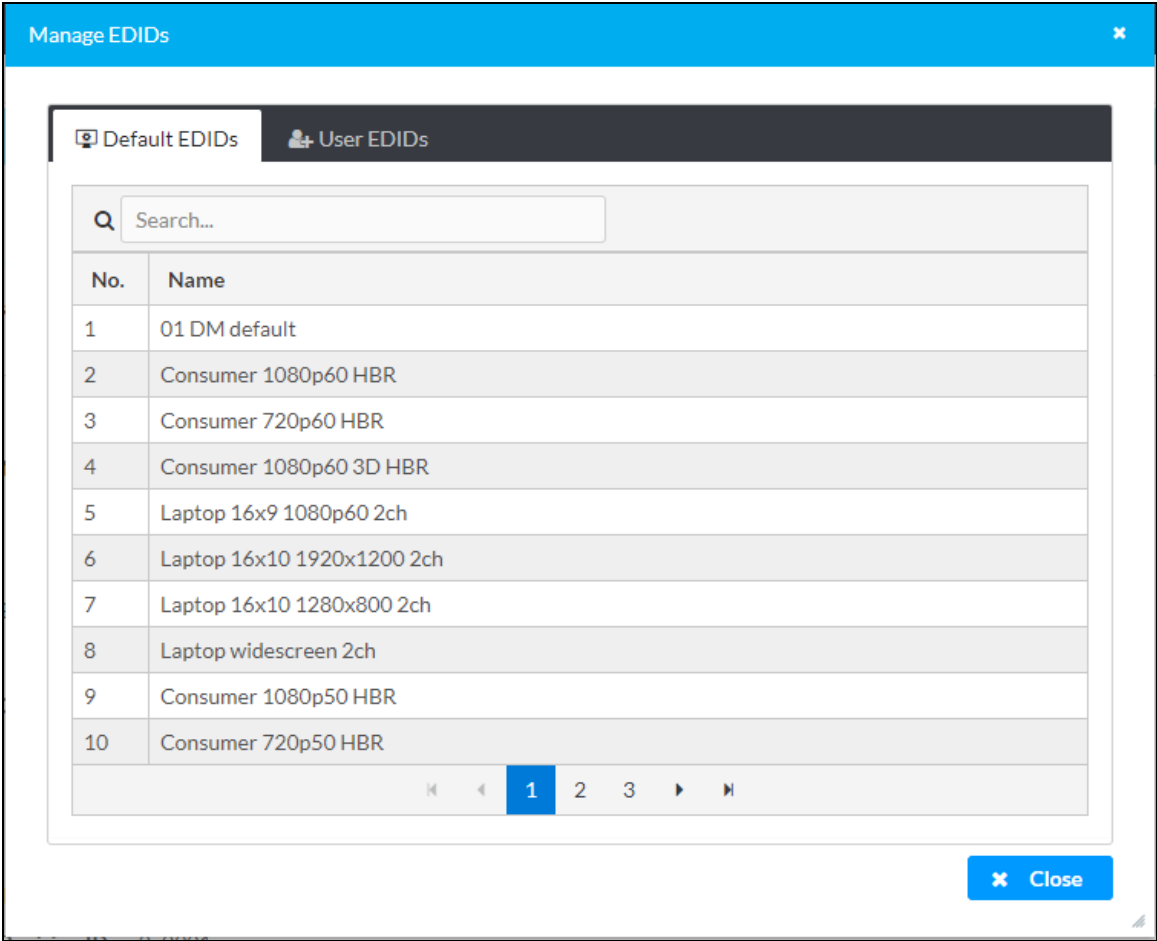 Manage EDIDs
Default EDIDs User EDIDs
Search...
No. Name
1 01 DM default
2 Consumer 1080p60 HBR
3 Consumer 720p60 HBR
4 Consumer 1080p60 3D HBR
5 Laptop 16x9 1080p60 2ch
6 Laptop 16x10 1920x1200 2ch
7 Laptop 16x10 1280x800 2ch
8 Laptop widescreen 2ch
9 Consumer 1080p50 HBR
10 Consumer 720p50 HBR
1 2 3
Close